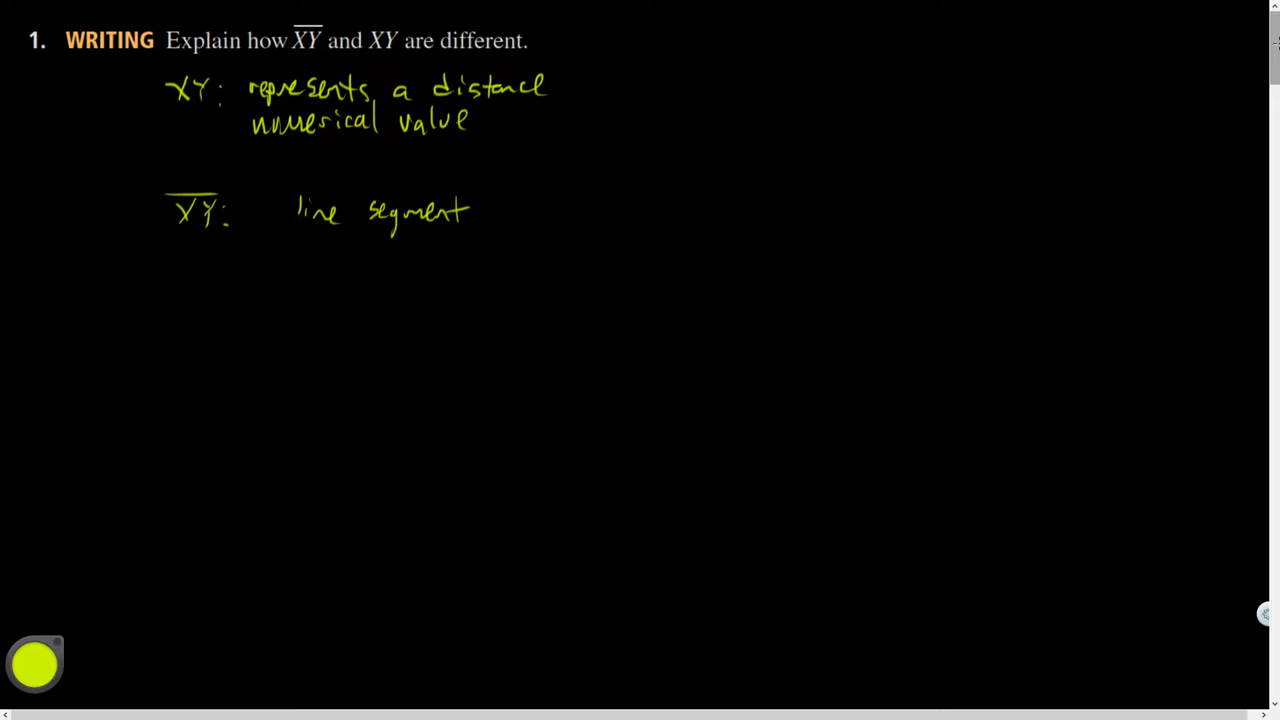 1. WRITING Explain how X̅Y̅ and XY are different.
XY: represents a distance
numerical value
X̅Y̅: line segment